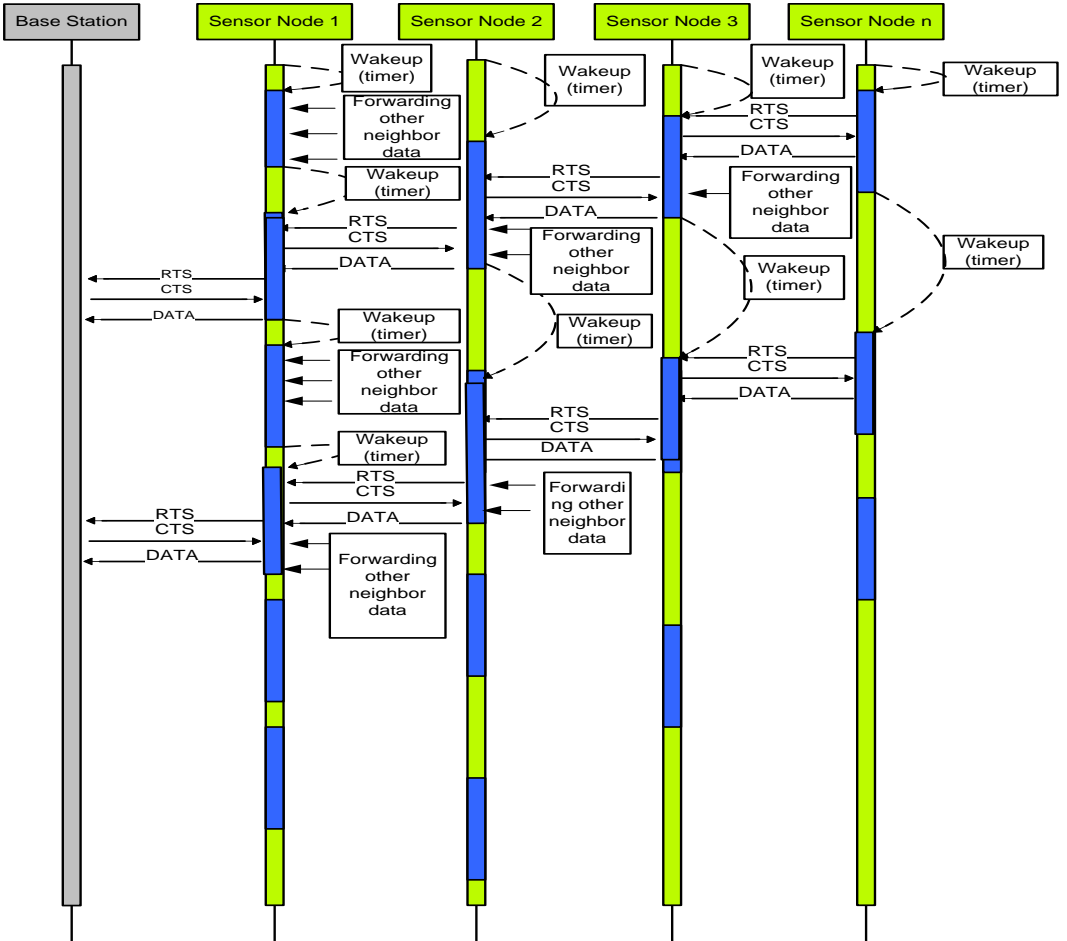 Base Station
Sensor Node 1
Sensor Node 2
Sensor Node 3
Sensor Node n
Wakeup
(timer)
Wakeup
(timer)
Wakeup
(timer)
Wakeup
(timer)
Forwarding
other
neighbor
data
RTS
CTS
DATA
Wakeup
(timer)
RTS
CTS
DATA
Forwarding
other
neighbor
data
RTS
CTS
DATA
Forwarding
other
neighbor
data
Wakeup
(timer)
Wakeup
(timer)
RTS
CTS
DATA
Wakeup
(timer)
Wakeup
(timer)
Forwarding
other
neighbor
data
RTS
CTS
DATA
RTS
CTS
DATA
Wakeup
(timer)
RTS
CTS
DATA
Forwardi
ng other
neighbor
data
RTS
CTS
DATA
Forwarding
other
neighbor
data